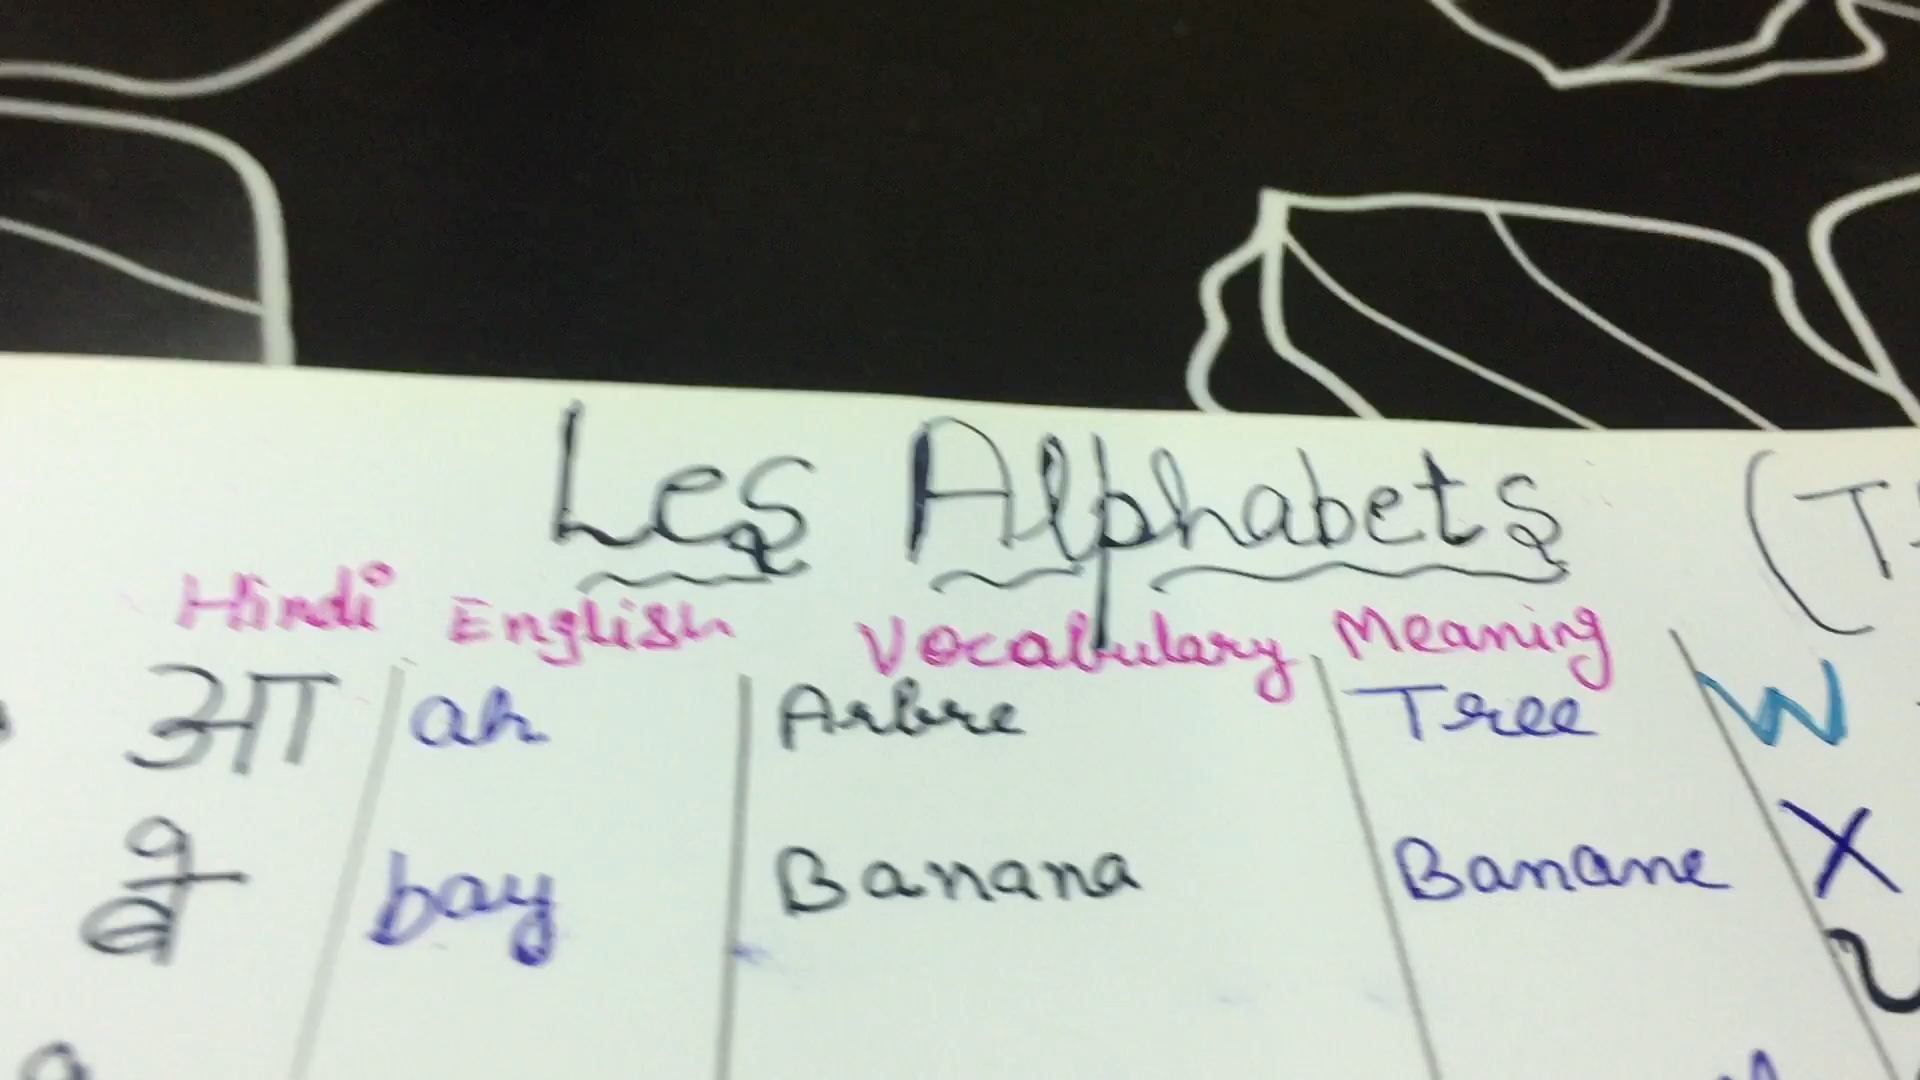 Les Alphabets (T
Hindi English Vocabulary Meaning
आ ah Arbre Tree W
बे bay Banana Banane X